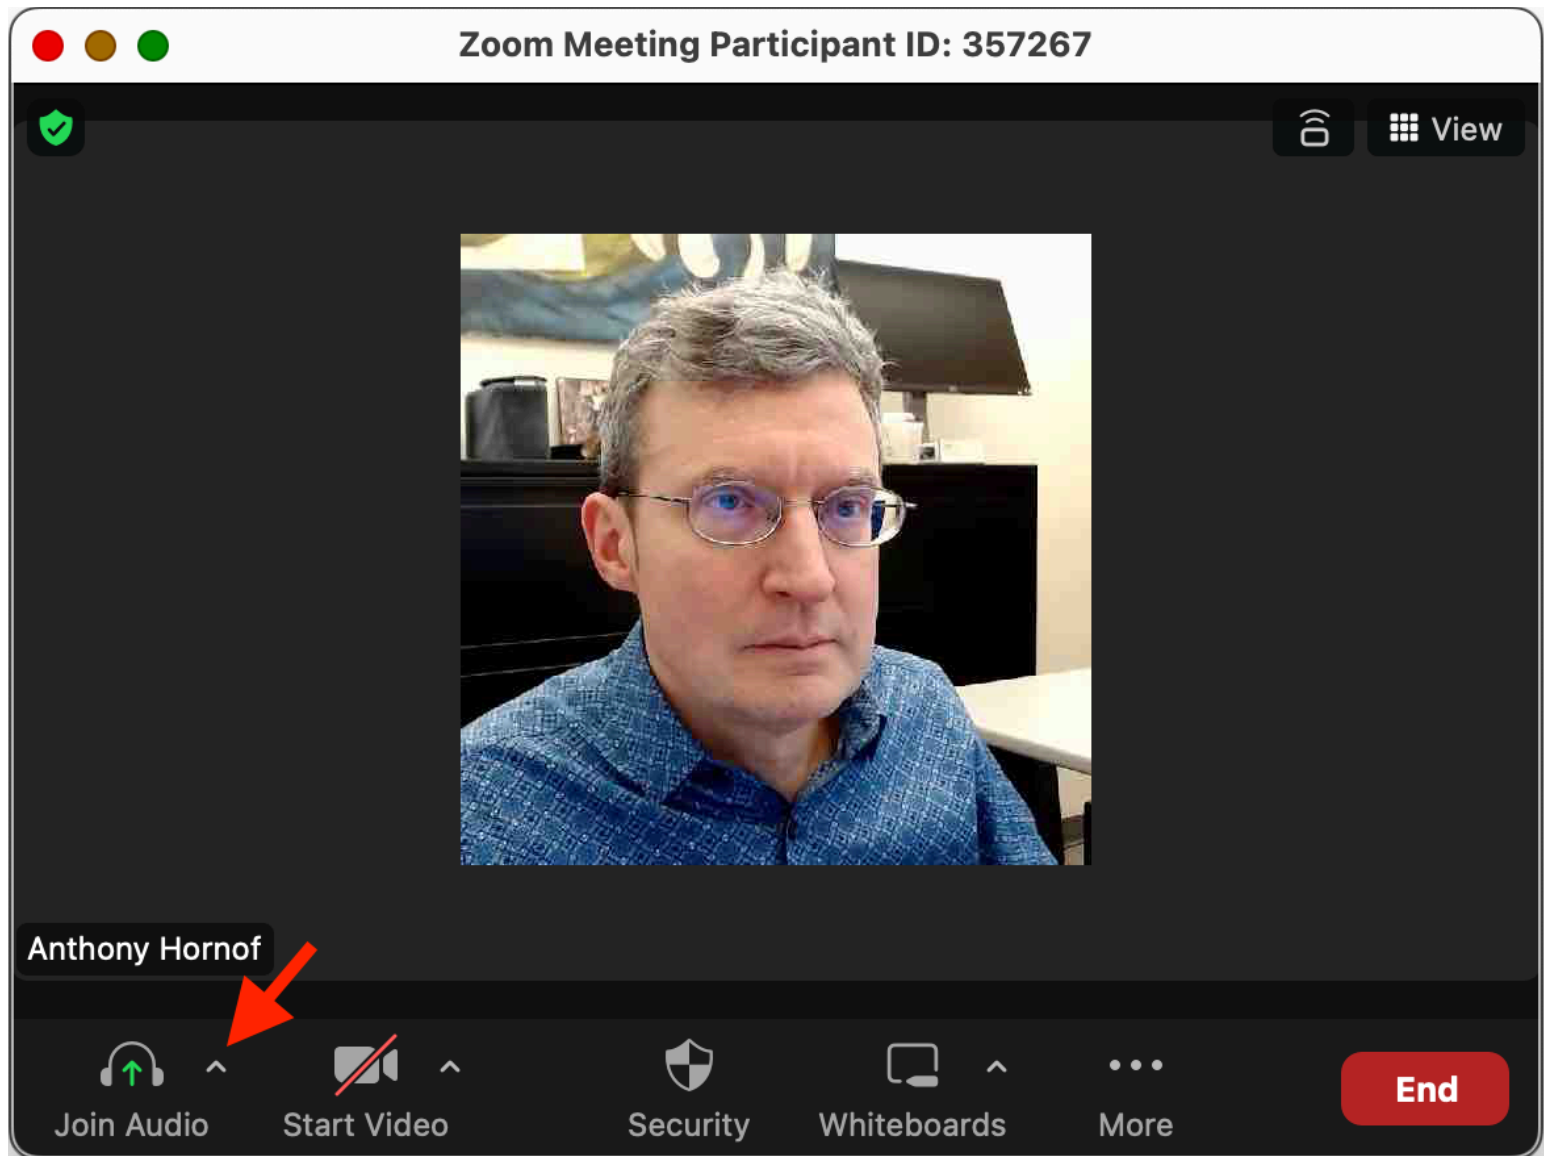 Zoom Meeting Participant ID: 357267
View
Anthony Hornof
Join Audio
Start Video
Security
Whiteboards
More
End